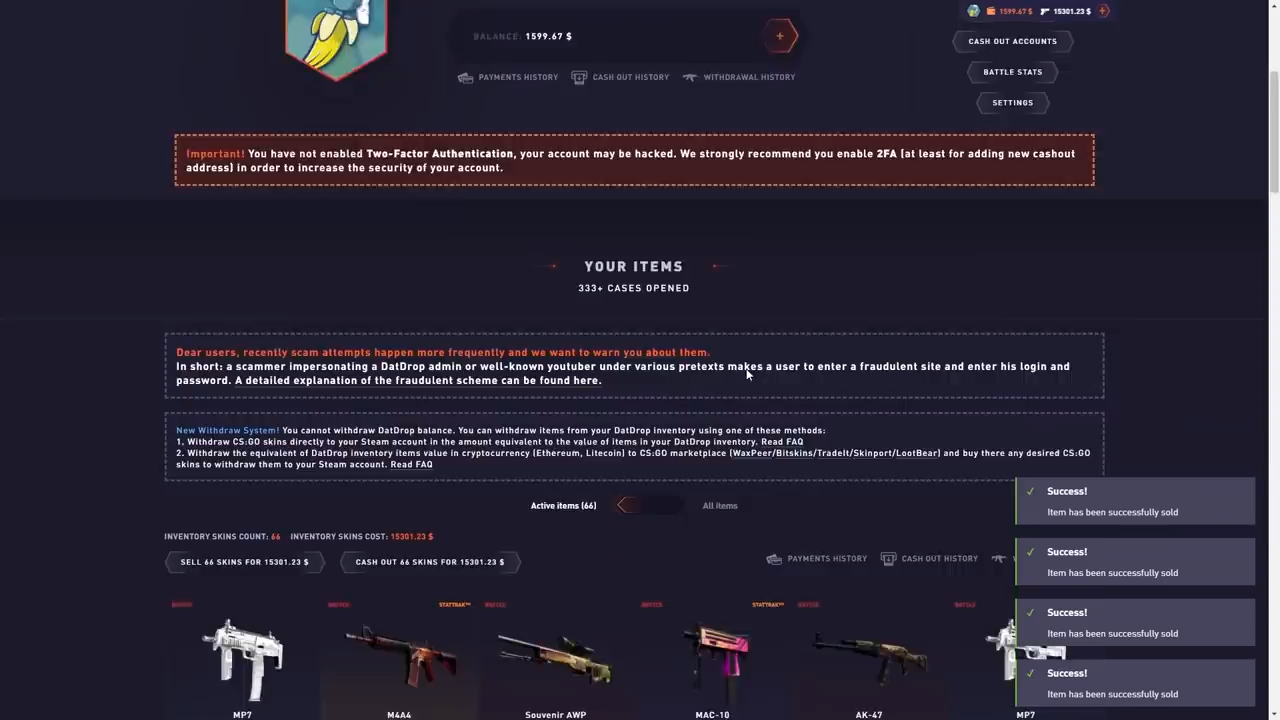 1599.67 $ 15301.23 $ +
BALANCE: 1599.67 $ +
CASH OUT ACCOUNTS
PAYMENTS HISTORY CASH OUT HISTORY WITHDRAWAL HISTORY
BATTLE STATS
SETTINGS
Important! You have not enabled Two-Factor Authentication, your account may be hacked. We strongly recommend you enable 2FA (at least for adding new cashout
address) in order to increase the security of your account.
YOUR ITEMS
333+ CASES OPENED
Dear users, recently scam attempts happen more frequently and we want to warn you about them.
In short: a scammer impersonating a DatDrop admin or well-known youtuber under various pretexts makes a user to enter a fraudulent site and enter his login and
password. A detailed explanation of the fraudulent scheme can be found here.
New Withdraw System! You cannot withdraw DatDrop balance. You can withdraw items from your DatDrop inventory using one of these methods:
1. Withdraw CS:GO skins directly to your Steam account in the amount equivalent to the value of items in your DatDrop inventory. Read FAQ
2. Withdraw the equivalent of DatDrop inventory items value in cryptocurrency (Ethereum, Litecoin) to CS:GO marketplace (WaxPeer/Bitskins/TradeIt/Skinport/LootBear) and buy there any desired CS:GO
skins to withdraw them to your Steam account. Read FAQ
Active items (66) All items
INVENTORY SKINS COUNT: 66 INVENTORY SKINS COST: 15301.23 $
SELL 66 SKINS FOR 15301.23 $ CASH OUT 66 SKINS FOR 15301.23 $ PAYMENTS HISTORY CASH OUT HISTORY
Success!
Item has been successfully sold
Success!
Item has been successfully sold
Success!
Item has been successfully sold
Success!
Item has been successfully sold
BATTLE STATTRAK™ BATTLE STATTRAK™ BATTLE
MP7 M4A4 Souvenir AWP MAC-10 AK-47 MP7